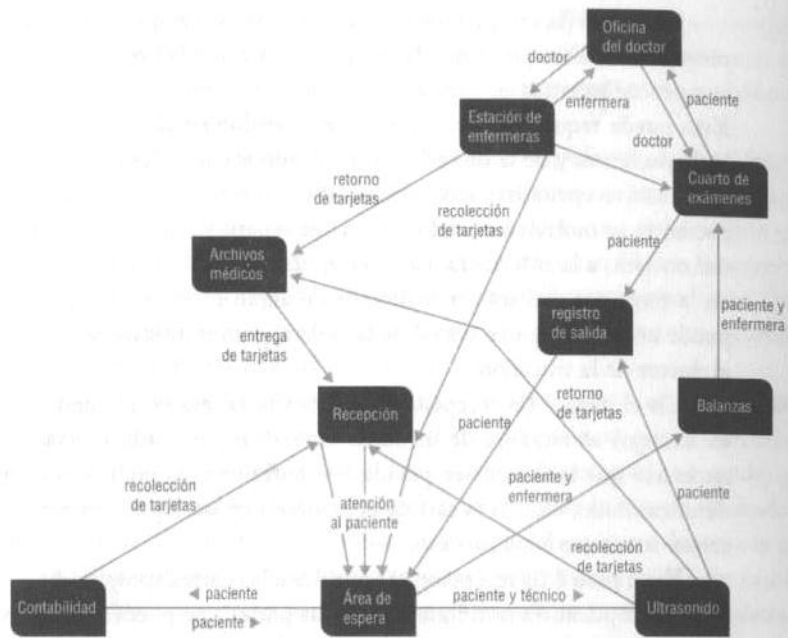 Oficina
del doctor
doctor
enfermera
paciente
Estación de
enfermeras
doctor
Cuarto de
exámenes
retorno
de tarjetas
recolección
de tarjetas
Archivos
médicos
paciente
entrega
de tarjetas
registro
de salida
paciente y
enfermera
Recepción
paciente
retorno
de tarjetas
Balanzas
recolección
de tarjetas
atención
al paciente
paciente y
enfermera
paciente
recolección
de tarjetas
Contabilidad
paciente
paciente
Área de
espera
paciente y técnico
Ultrasonido